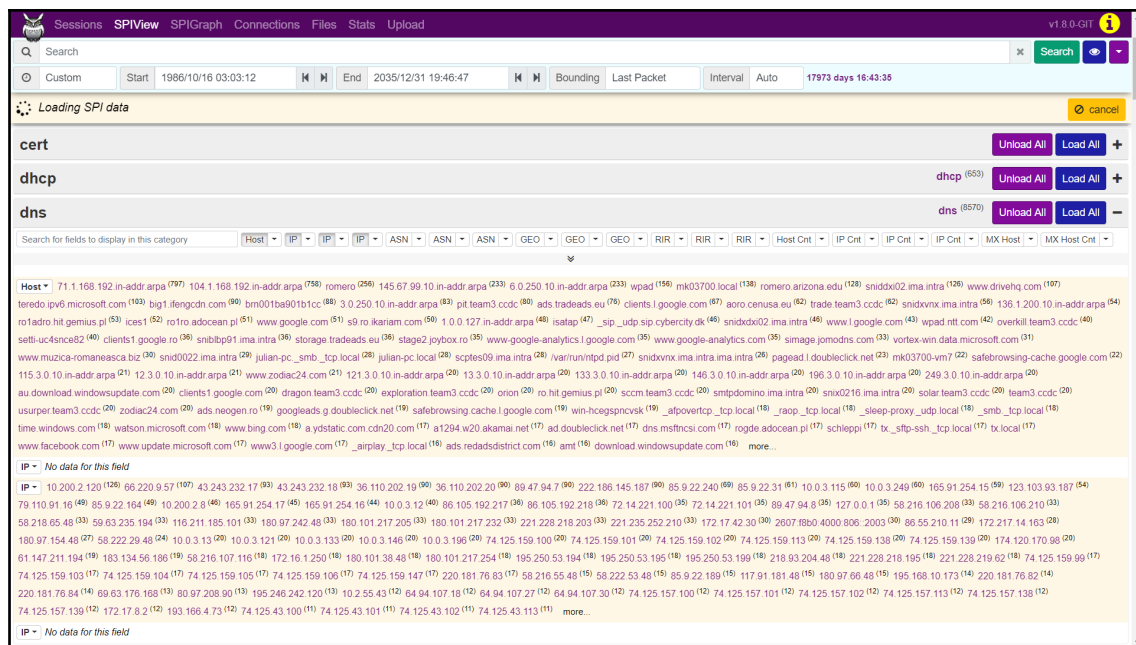 Sessions SPIView SPIGraph Connections Files Stats Upload v1.8.0-GIT i
Search Search
Custom Start 1986/10/16 03:03:12 End 2035/12/31 19:46:47 Bounding Last Packet Interval Auto 17973 days 16:43:35
Loading SPI data cancel
cert Unload All Load All
dhcp dhcp (653) Unload All Load All
dns dns (8570) Unload All Load All
Search for fields to display in this category Host IP IP IP ASN ASN ASN GEO GEO GEO RIR RIR RIR Host Cnt IP Cnt IP Cnt IP Cnt MX Host MX Host Cnt
Host 71.1.168.192.in-addr.arpa (797) 104.1.168.192.in-addr.arpa (758) romero (256) 145.67.99.10.in-addr.arpa (233) 6.0.250.10.in-addr.arpa (233) wpad (156) mk03700.local (138) romero.arizona.edu (128) sniddxi02.ima.intra (126) www.drivehq.com (107)
teredo.ipv6.microsoft.com (103) big1.ifengcdn.com (90) brn001ba901b1cc (88) 3.0.250.10.in-addr.arpa (83) pit.team3.ccdc (80) ads.tradeads.eu (76) clients.l.google.com (67) aoro.cenusa.eu (62) trade.team3.ccdc (62) snidxvnx.ima.intra (56) 136.1.200.10.in-addr.arpa (54)
ro1adro.hit.gemius.pl (53) ices1 (52) ro1ro.adocean.pl (51) www.google.com (51) s9.ro.ikariam.com (50) 1.0.0.127.in-addr.arpa (48) isatap (47) _sip._udp.sip.cybercity.dk (46) snidxdxi02.ima.intra (46) www.l.google.com (43) wpad.ntt.com (42) overkill.team3.ccdc (40)
setti-uc4snce82 (40) clients1.google.ro (36) sniblbp91.ima.intra (36) storage.tradeads.eu (36) stage2.joybox.ro (35) www-google-analytics.l.google.com (35) www.google-analytics.com (35) simage.jomodns.com (33) vortex-win.data.microsoft.com (31)
www.muzica-romaneasca.biz (30) snid0022.ima.intra (29) julian-pc._smb._tcp.local (28) julian-pc.local (28) scptes09.ima.intra (28) /var/run/ntpd.pid (27) snidxvnx.ima.intra.ima.intra (26) pagead.l.doubleclick.net (23) mk03700-vm7 (22) safebrowsing-cache.google.com (22)
115.3.0.10.in-addr.arpa (21) 12.3.0.10.in-addr.arpa (21) www.zodiac24.com (21) 121.3.0.10.in-addr.arpa (20) 13.3.0.10.in-addr.arpa (20) 133.3.0.10.in-addr.arpa (20) 146.3.0.10.in-addr.arpa (20) 196.3.0.10.in-addr.arpa (20) 249.3.0.10.in-addr.arpa (20)
au.download.windowsupdate.com (20) clients1.google.com (20) dragon.team3.ccdc (20) exploration.team3.ccdc (20) orion (20) ro.hit.gemius.pl (20) sccm.team3.ccdc (20) smtpdomino.ima.intra (20) snix0216.ima.intra (20) solar.team3.ccdc (20) team3.ccdc (20)
usurper.team3.ccdc (20) zodiac24.com (20) ads.neogen.ro (19) googleads.g.doubleclick.net (19) safebrowsing.cache.l.google.com (19) win-hcegspncvsk (19) _afpovertcp._tcp.local (18) _raop._tcp.local (18) _sleep-proxy._udp.local (18) _smb._tcp.local (18)
time.windows.com (18) watson.microsoft.com (18) www.bing.com (18) a.ydstatic.com.cdn20.com (17) a1294.w20.akamai.net (17) ad.doubleclick.net (17) dns.msftncsi.com (17) rogde.adocean.pl (17) schleppi (17) tx._sftp-ssh._tcp.local (17) tx.local (17)
www.facebook.com (17) www.update.microsoft.com (17) www3.l.google.com (17) _airplay._tcp.local (16) ads.redadsdistrict.com (16) amt (16) download.windowsupdate.com (16) more...
IP No data for this field
IP 10.200.2.120 (126) 66.220.9.57 (107) 43.243.232.17 (93) 43.243.232.18 (93) 36.110.202.19 (90) 36.110.202.20 (90) 89.47.94.7 (90) 222.186.145.187 (90) 85.9.22.240 (69) 85.9.22.31 (61) 10.0.3.115 (60) 10.0.3.249 (60) 165.91.254.15 (59) 123.103.93.187 (54)
79.110.91.16 (49) 85.9.22.164 (49) 10.200.2.8 (46) 165.91.254.17 (45) 165.91.254.16 (44) 10.0.3.12 (40) 86.105.192.217 (36) 86.105.192.218 (36) 72.14.221.100 (35) 72.14.221.101 (35) 89.47.94.8 (35) 127.0.0.1 (35) 58.216.106.208 (33) 58.216.106.210 (33)
58.218.65.48 (33) 59.63.235.194 (33) 116.211.185.101 (33) 180.97.242.48 (33) 180.101.217.205 (33) 180.101.217.232 (33) 221.228.218.203 (33) 221.235.252.210 (33) 172.17.42.30 (30) 2607:f8b0:4000:806::2003 (30) 86.55.210.11 (29) 172.217.14.163 (28)
180.97.154.48 (27) 58.222.29.48 (24) 10.0.3.13 (20) 10.0.3.121 (20) 10.0.3.133 (20) 10.0.3.146 (20) 10.0.3.196 (20) 74.125.159.100 (20) 74.125.159.101 (20) 74.125.159.102 (20) 74.125.159.113 (20) 74.125.159.138 (20) 74.125.159.139 (20) 174.120.170.98 (20)
61.147.211.194 (19) 183.134.56.186 (19) 58.216.107.116 (18) 172.16.1.250 (18) 180.101.38.48 (18) 180.101.217.254 (18) 195.250.53.194 (18) 195.250.53.195 (18) 195.250.53.199 (18) 218.93.204.48 (18) 221.228.218.195 (18) 221.228.219.62 (18) 74.125.159.99 (17)
74.125.159.103 (17) 74.125.159.104 (17) 74.125.159.105 (17) 74.125.159.106 (17) 74.125.159.147 (17) 220.181.76.83 (17) 58.216.55.48 (15) 58.222.53.48 (15) 85.9.22.189 (15) 117.91.181.48 (15) 180.97.66.48 (15) 195.168.10.173 (14) 220.181.76.82 (14)
220.181.76.84 (14) 69.63.176.168 (13) 80.97.208.90 (13) 195.246.242.120 (13) 10.2.55.43 (12) 64.94.107.18 (12) 64.94.107.27 (12) 64.94.107.30 (12) 74.125.157.100 (12) 74.125.157.101 (12) 74.125.157.102 (12) 74.125.157.113 (12) 74.125.157.138 (12)
74.125.157.139 (12) 172.17.8.2 (12) 193.166.4.73 (12) 74.125.43.100 (11) 74.125.43.101 (11) 74.125.43.102 (11) 74.125.43.113 (11) more...
IP No data for this field